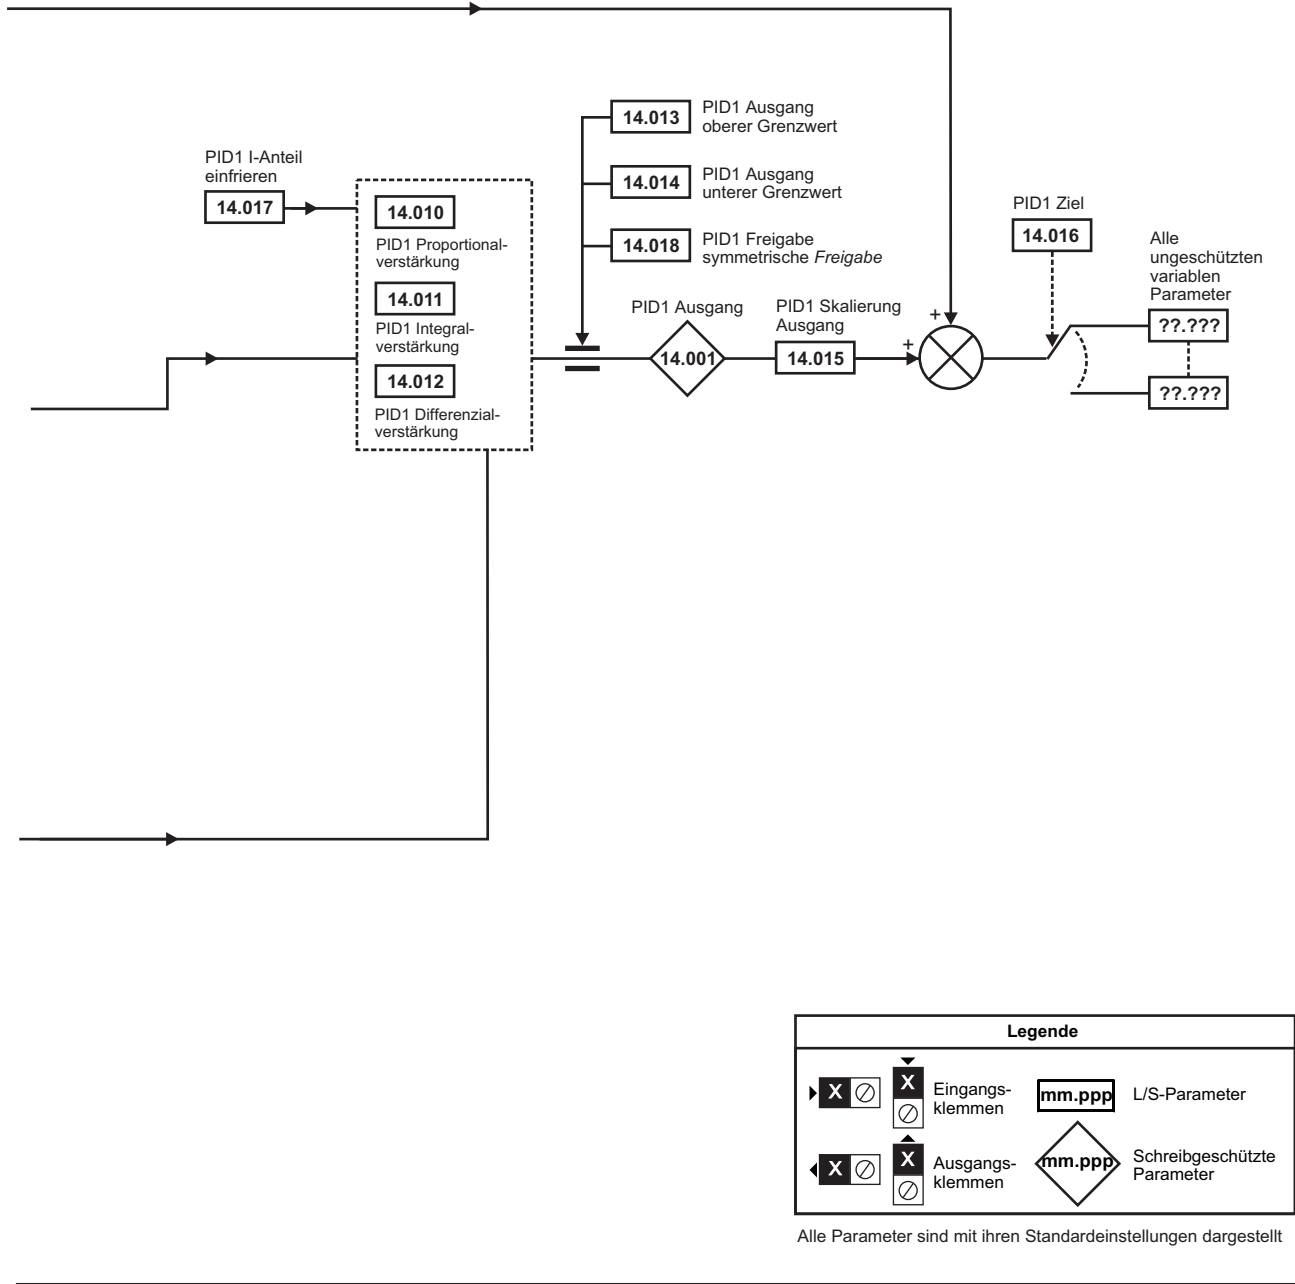 PID1 I-Anteil
einfrieren
14.017
14.010
PID1 Proportional-
verstärkung
14.011
PID1 Integral-
verstärkung
14.012
PID1 Differenzial-
verstärkung
14.013
PID1 Ausgang
oberer Grenzwert
14.014
PID1 Ausgang
unterer Grenzwert
14.018
PID1 Freigabe
symmetrische Freigabe
PID1 Ausgang
14.001
PID1 Skalierung
Ausgang
14.015
+
+
PID1 Ziel
14.016
Alle
ungeschützten
variablen
Parameter
??.???
??.???
Legende
X
X
Eingangs-
klemmen
mm.ppp
L/S-Parameter
X
X
Ausgangs-
klemmen
mm.ppp
Schreibgeschützte
Parameter
Alle Parameter sind mit ihren Standardeinstellungen dargestellt